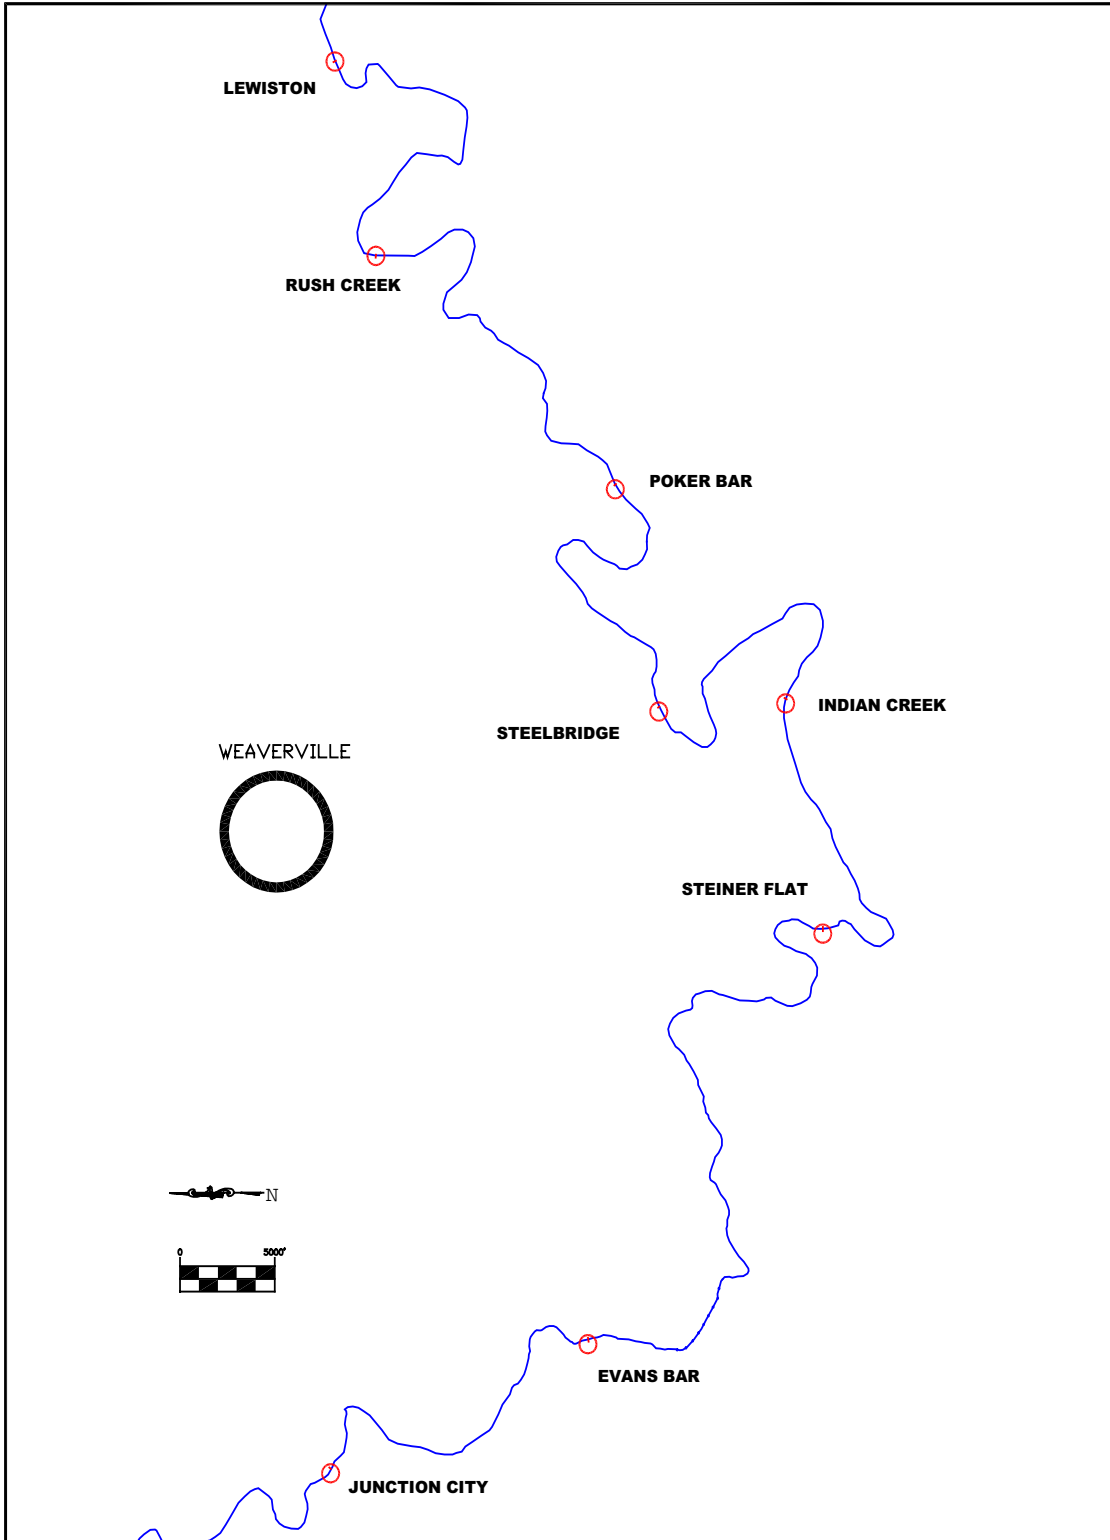 LEWISTON
RUSH CREEK
POKER BAR
INDIAN CREEK
STEELBRIDGE
WEAVERVILLE
STEINER FLAT
N
0 5000'
EVANS BAR
JUNCTION CITY